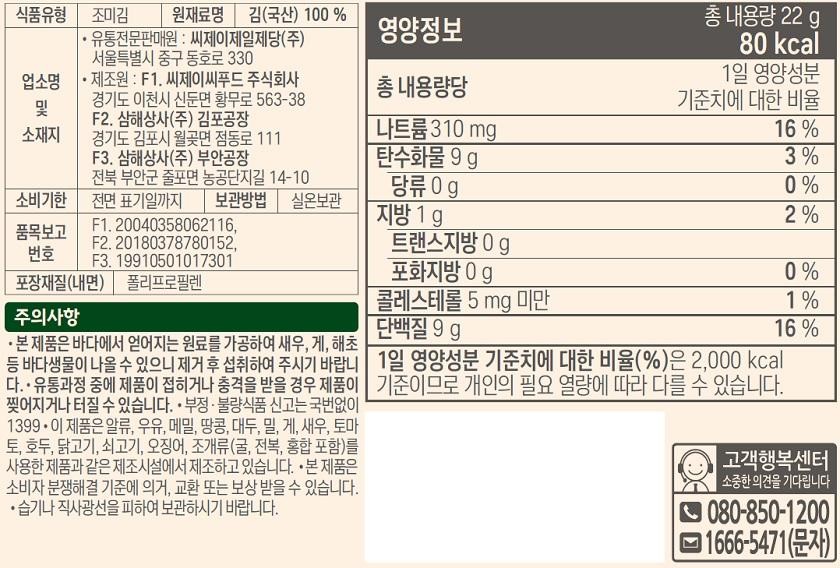 식품유형 조미김 원재료명 김(국산) 100 %
업소명
및
소재지
• 유통전문판매원 : 씨제이제일제당(주)
서울특별시 중구 동호로 330
• 제조원 : F1. 씨제이씨푸드 주식회사
경기도 이천시 신둔면 황무로 563-38
F2. 삼해상사(주) 김포공장
경기도 김포시 월곶면 점동로 111
F3. 삼해상사(주) 부안공장
전북 부안군 줄포면 농공단지길 14-10
소비기한 전면 표기일까지 보관방법 실온보관
품목보고
번호
F1. 20040358062116,
F2. 20180378780152,
F3. 19910501017301
포장재질(내면) 폴리프로필렌
주의사항
• 본 제품은 바다에서 얻어지는 원료를 가공하여 새우, 게, 해초
등 바다생물이 나올 수 있으니 제거 후 섭취하여 주시기 바랍니
다. • 유통과정 중에 제품이 접히거나 충격을 받을 경우 제품이
찢어지거나 터질 수 있습니다. • 부정·불량식품 신고는 국번없이
1399 • 이 제품은 알류, 우유, 메밀, 땅콩, 대두, 밀, 게, 새우, 토마
토, 호두, 닭고기, 쇠고기, 오징어, 조개류(굴, 전복, 홍합 포함)를
사용한 제품과 같은 제조시설에서 제조하고 있습니다. • 본 제품은
소비자 분쟁해결 기준에 의거, 교환 또는 보상 받을 수 있습니다.
• 습기나 직사광선을 피하여 보관하시기 바랍니다.
영양정보
총 내용량 22 g
80 kcal
총 내용량당
1일 영양성분
기준치에 대한 비율
나트륨 310 mg 16 %
탄수화물 9 g 3 %
당류 0 g 0 %
지방 1 g 2 %
트랜스지방 0 g
포화지방 0 g 0 %
콜레스테롤 5 mg 미만 1 %
단백질 9 g 16 %
1일 영양성분 기준치에 대한 비율(%)은 2,000 kcal
기준이므로 개인의 필요 열량에 따라 다를 수 있습니다.
고객행복센터
소중한 의견을 기다립니다
080-850-1200
1666-5471(문자)